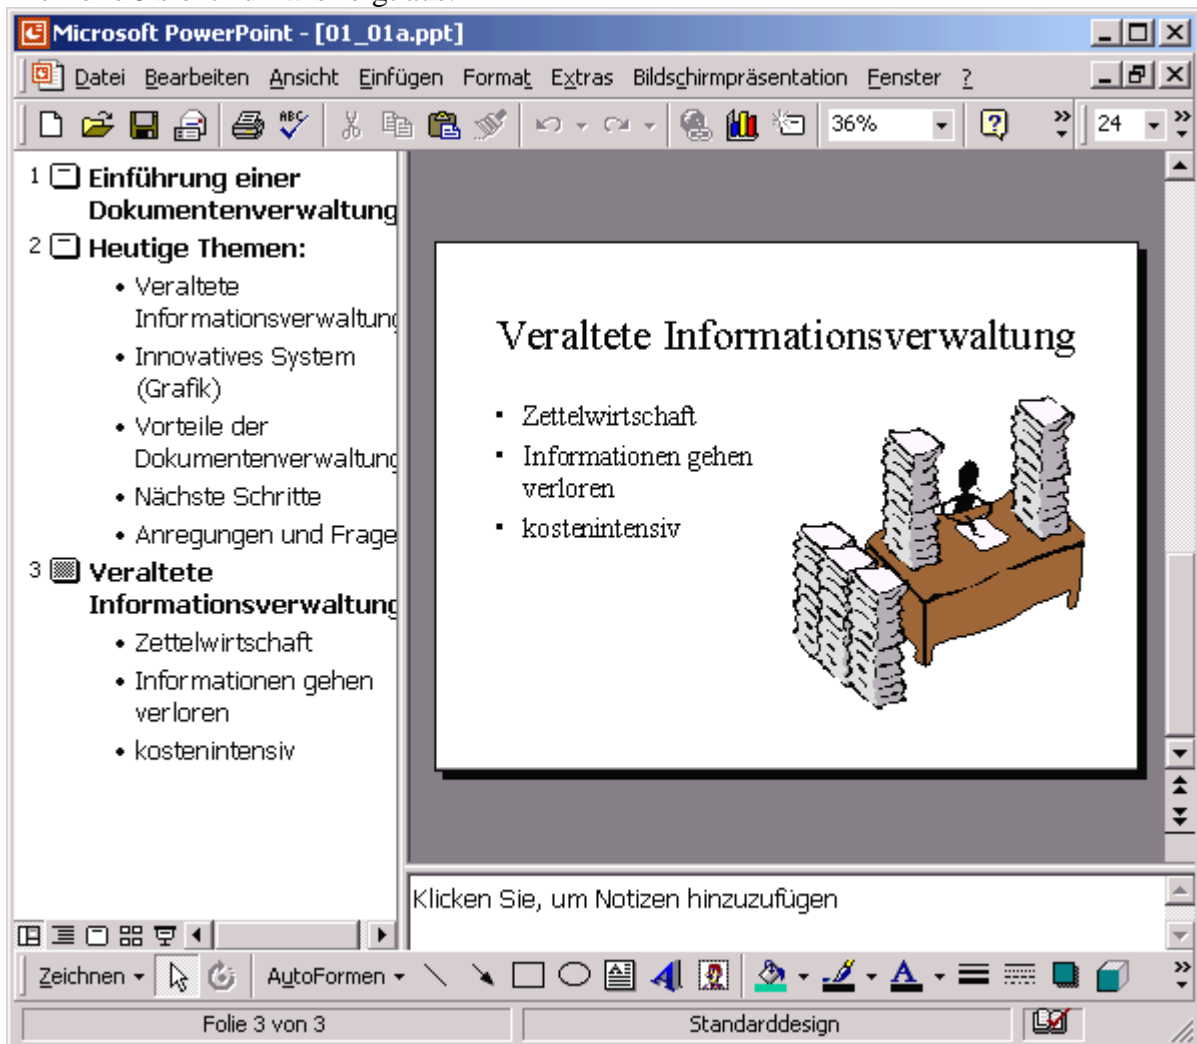 Microsoft PowerPoint - [01_01a.ppt]
Datei Bearbeiten Ansicht Einfügen Format Extras Bildschirmpräsentation Fenster ?
ABC
36%
?
24
1 Einführung einer
Dokumentenverwaltung
2 Heutige Themen:
• Veraltete
Informationsverwaltung
• Innovatives System
(Grafik)
• Vorteile der
Dokumentenverwaltung
• Nächste Schritte
• Anregungen und Frage
3 Veraltete
Informationsverwaltung
• Zettelwirtschaft
• Informationen gehen
verloren
• kostenintensiv
Veraltete Informationsverwaltung
▪ Zettelwirtschaft
▪ Informationen gehen
verloren
▪ kostenintensiv
Klicken Sie, um Notizen hinzuzufügen
Zeichnen AutoFormen
Folie 3 von 3 Standarddesign